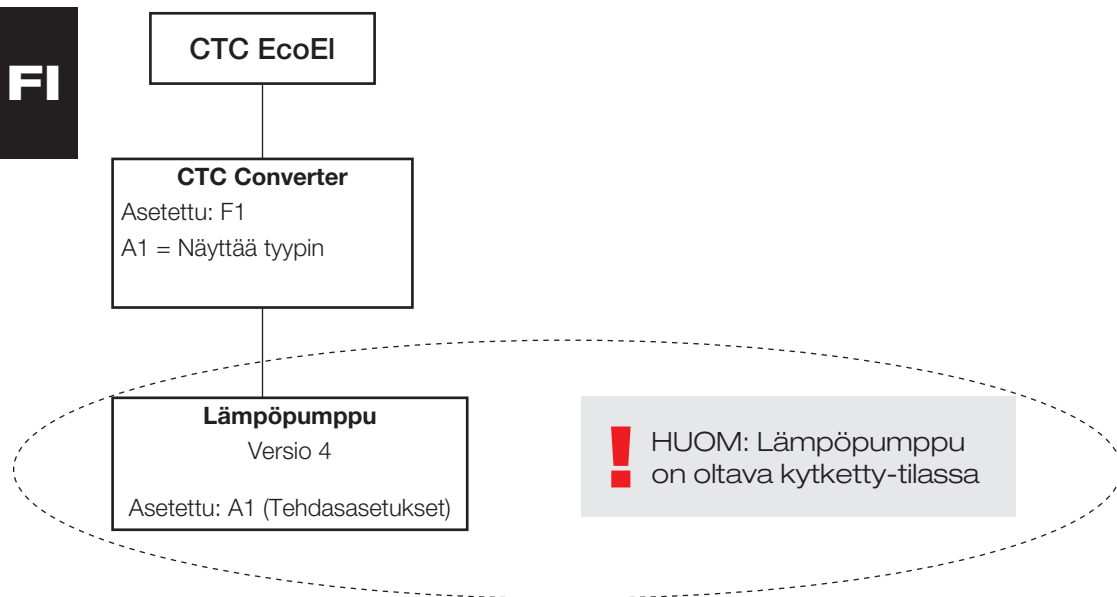 FI
CTC EcoEl
CTC Converter
Asetettu: F1
A1 = Näyttää tyypin
Lämpöpumppu
Versio 4
Asetettu: A1 (Tehdasasetukset)
! HUOM: Lämpöpumppu
on oltava kytketty-tilassa